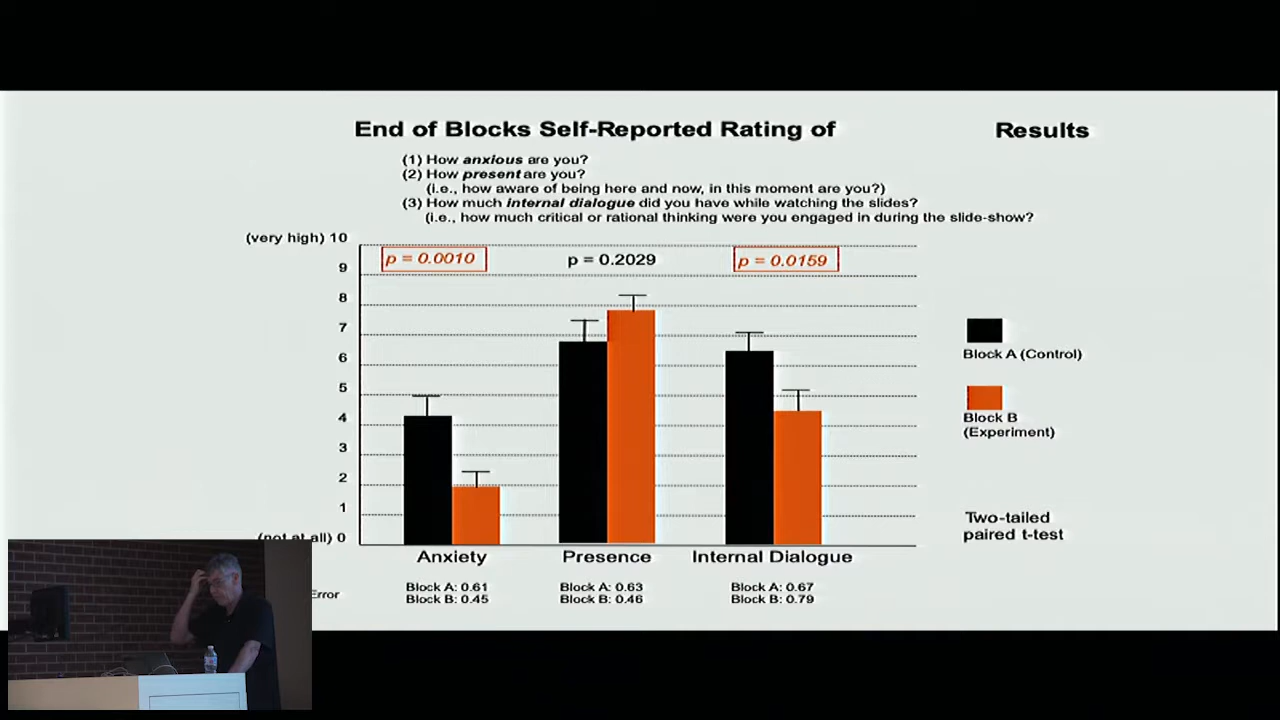 End of Blocks Self-Reported Rating of
Results
(1) How anxious are you?
(2) How present are you?
(i.e., how aware of being here and now, in this moment are you?)
(3) How much internal dialogue did you have while watching the slides?
(i.e., how much critical or rational thinking were you engaged in during the slide-show?
(very high) 10
9
8
7
6
5
4
3
2
1
(not at all) 0
p = 0.0010
p = 0.2029
p = 0.0159
Block A (Control)
Block B
(Experiment)
Two-tailed
paired t-test
Anxiety
Presence
Internal Dialogue
Error
Block A: 0.61
Block B: 0.45
Block A: 0.63
Block B: 0.46
Block A: 0.67
Block B: 0.79